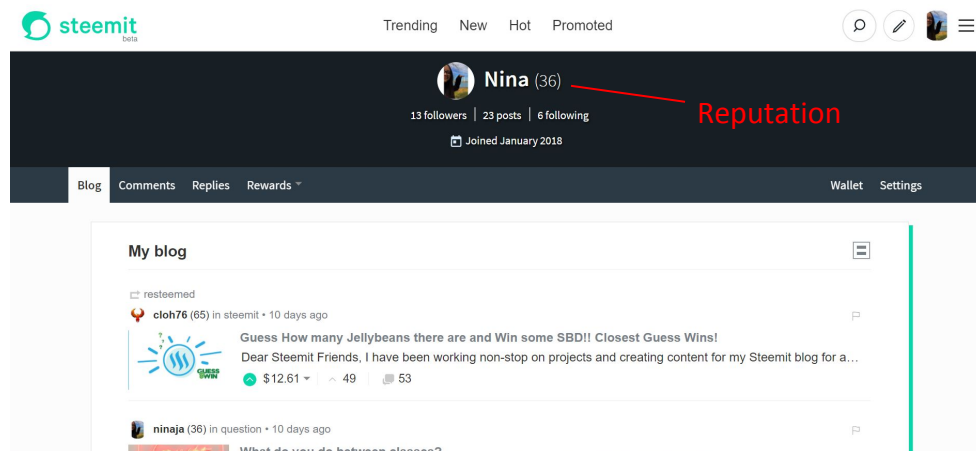 steemit
beta
Trending New Hot Promoted
Nina (36)
Reputation
13 followers 23 posts 6 following
Joined January 2018
Blog Comments Replies Rewards
Wallet Settings
My blog
resteemed
cloh76 (65) in steemit • 10 days ago
Guess How many Jellybeans there are and Win some SBD!! Closest Guess Wins!
Dear Steemit Friends, I have been working non-stop on projects and creating content for my Steemit blog for a…
GUESS
WIN
$12.61 49 53
ninaja (36) in question • 10 days ago
What do you do between classes?